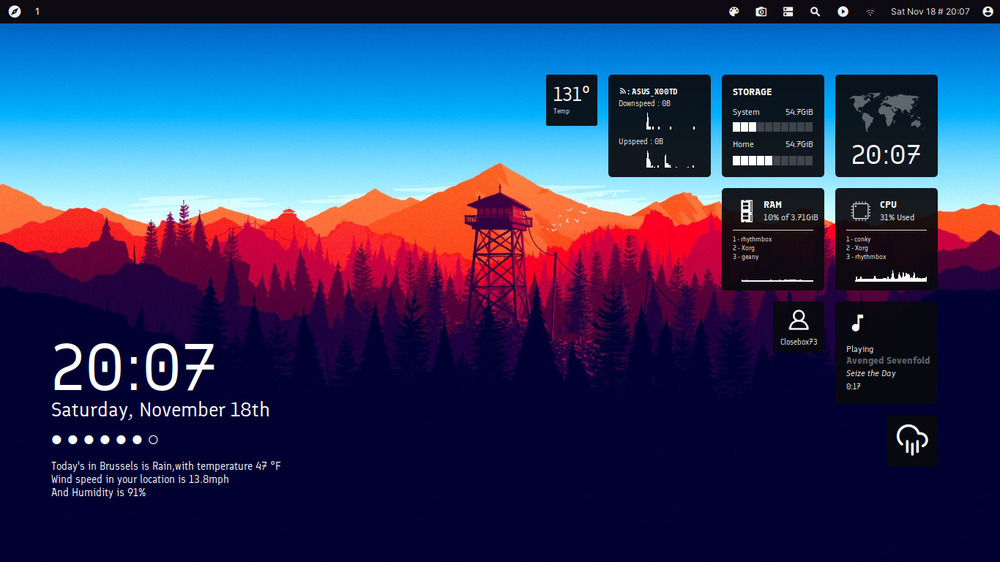 1
Sat Nov 18 # 20:07
131°
Temp
: ASUS_X00TD
Downspeed : 0B
Upspeed : 0B
STORAGE
System 54.7GiB
Home 54.7GiB
20:07
RAM
10% of 3.71GiB
1 - rhythmbox
2 - Xorg
3 - geany
CPU
31% Used
1 - conky
2 - Xorg
3 - rhythmbox
Closebox73
Playing
Avenged Sevenfold
Seize the Day
0:17
20:07
Saturday, November 18th
Today's in Brussels is Rain,with temperature 47 °F
Wind speed in your location is 13.8mph
And Humidity is 91%